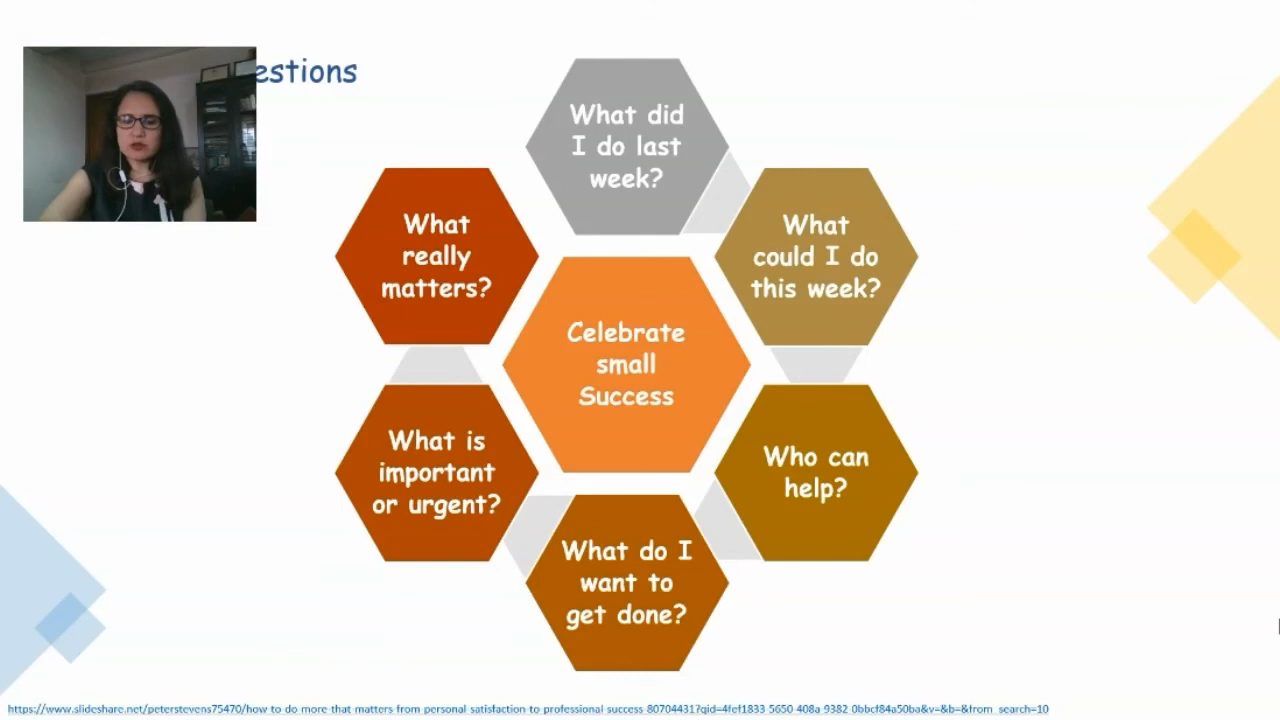 estions
What did
I do last
week?
What
could I do
this week?
Who can
help?
What do I
want to
get done?
What is
important
or urgent?
What
really
matters?
Celebrate
small
Success
https://www.slideshare.net/peterstevens75470/how to do more that matters from personal satisfaction to professional success 80704431?qid=4fef1833 5650 408a 9382 0bbcf84a50ba&v=&b=&from_search=10